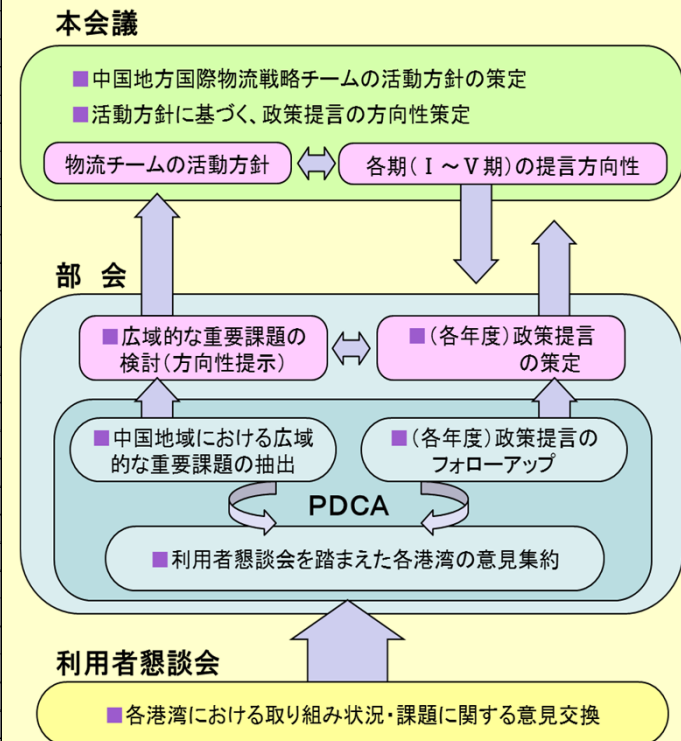 本会議
■中国地方国際物流戦略チームの活動方針の策定
■活動方針に基づく、政策提言の方向性策定
物流チームの活動方針
各期(Ⅰ～Ⅴ期)の提言方向性
部 会
■広域的な重要課題の
検討(方向性提示)
■(各年度)政策提言
の策定
■中国地域における広域
的な重要課題の抽出
■(各年度)政策提言の
フォローアップ
PDCA
■利用者懇談会を踏まえた各港湾の意見集約
利用者懇談会
■各港湾における取り組み状況・課題に関する意見交換